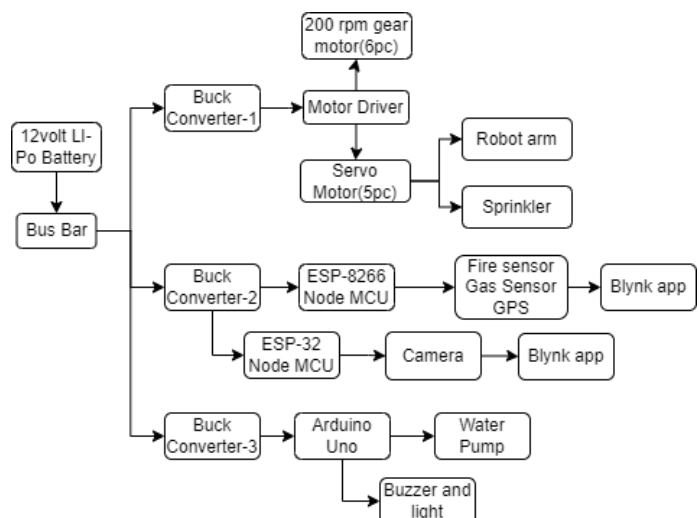 200 rpm gear
motor(6pc)
Buck
Converter-1
Motor Driver
12volt LI-
Po Battery
Robot arm
Servo
Motor(5pc)
Sprinkler
Bus Bar
Buck
Converter-2
ESP-8266
Node MCU
Fire sensor
Gas Sensor
GPS
Blynk app
ESP-32
Node MCU
Camera
Blynk app
Buck
Converter-3
Arduino
Uno
Water
Pump
Buzzer and
light